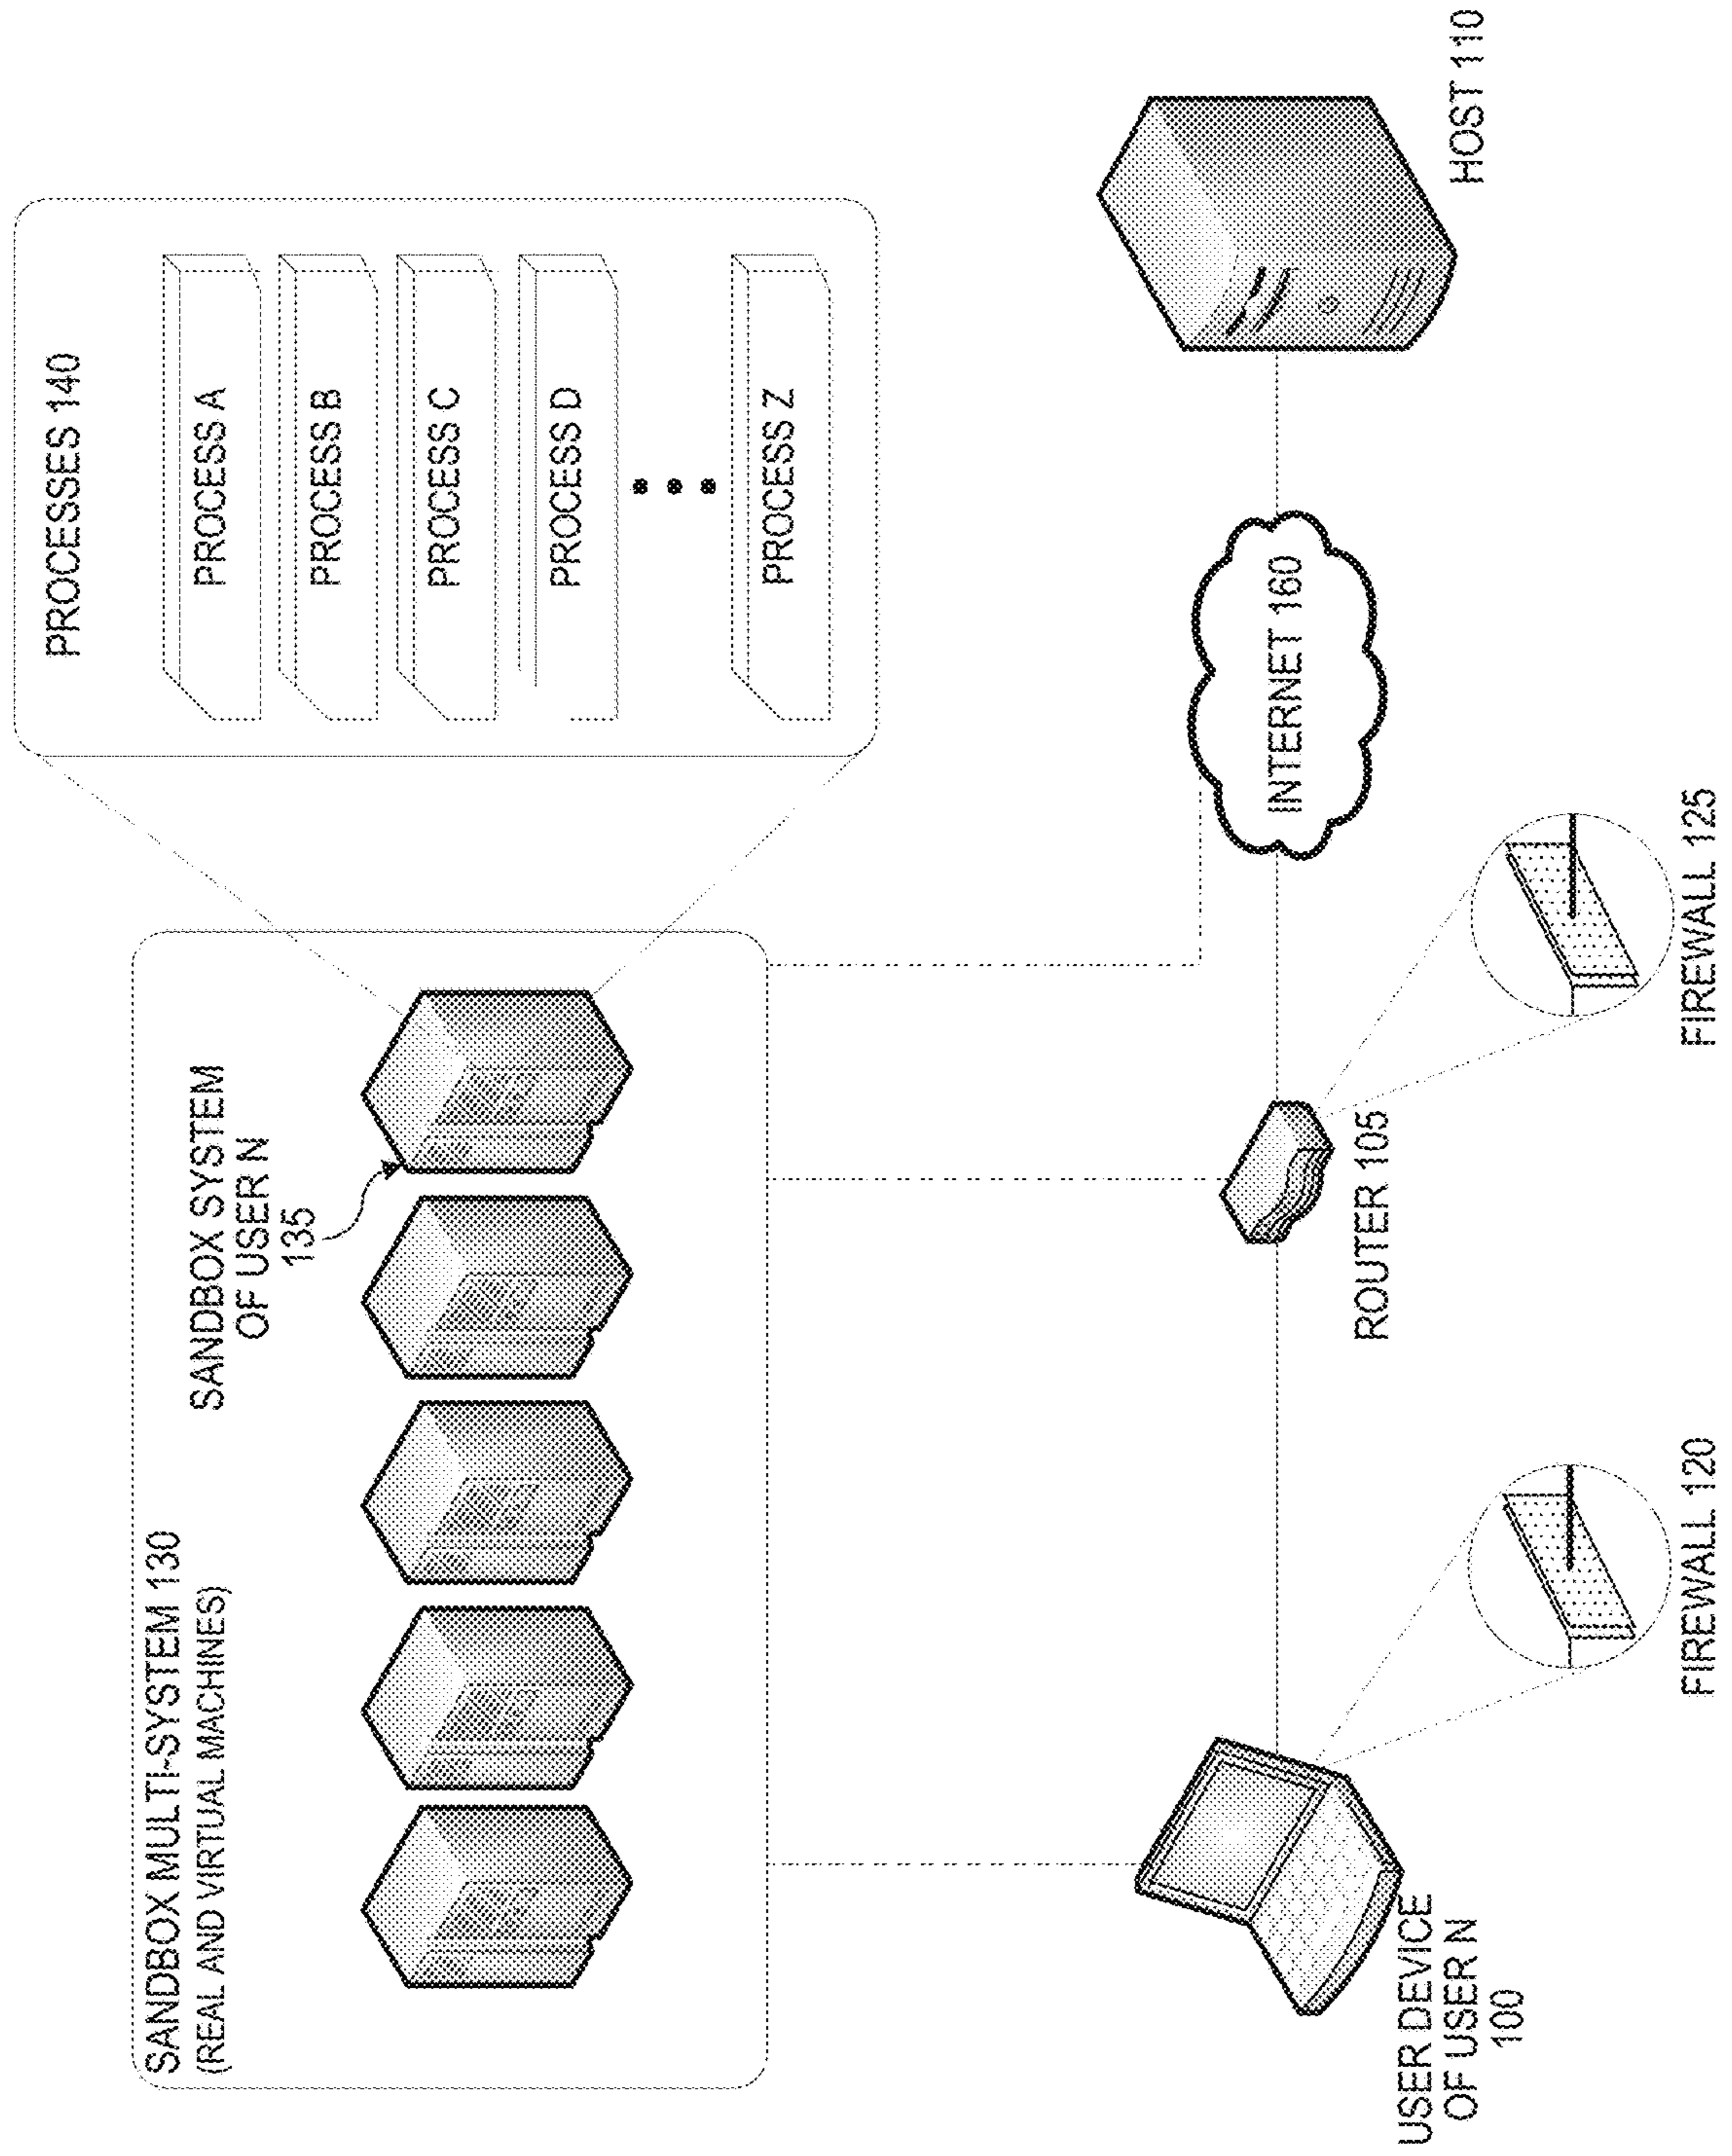 SANDBOX MULTI-SYSTEM 130
(REAL AND VIRTUAL MACHINES)
SANDBOX SYSTEM
OF USER N
135
PROCESSES 140
PROCESS A
PROCESS B
PROCESS C
PROCESS D
PROCESS Z
USER DEVICE
OF USER N
100
ROUTER 105
INTERNET 160
HOST 110
FIREWALL 120
FIREWALL 125